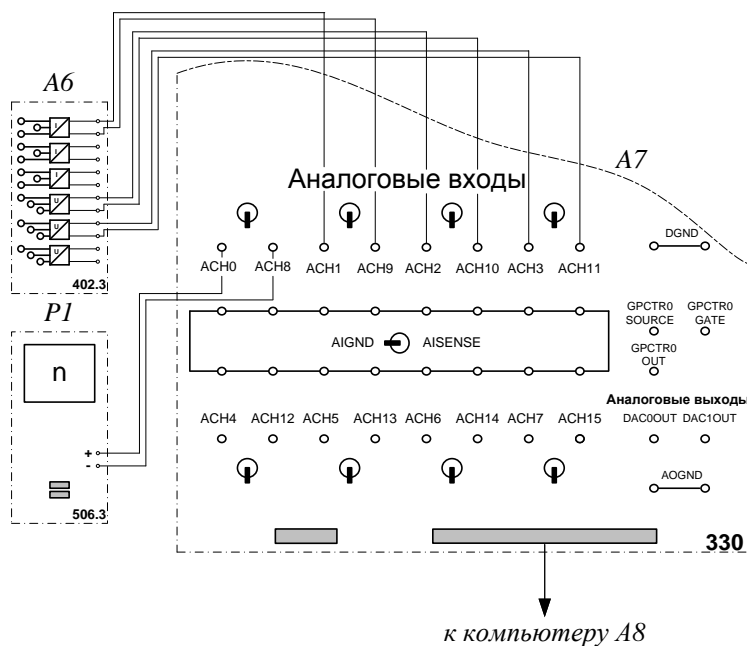 A6
I
I
I
U
U
U
402.3
P1
n
+
-
506.3
A7
Аналоговые входы
DGND
ACH0 ACH8 ACH1 ACH9 ACH2 ACH10 ACH3 ACH11
GPCTR0 SOURCE
GPCTR0 GATE
AIGND AISENSE
GPCTR0 OUT
Аналоговые выходы
ACH4 ACH12 ACH5 ACH13 ACH6 ACH14 ACH7 ACH15
DAC0OUT DAC1OUT
AOGND
330
к компьютеру A8